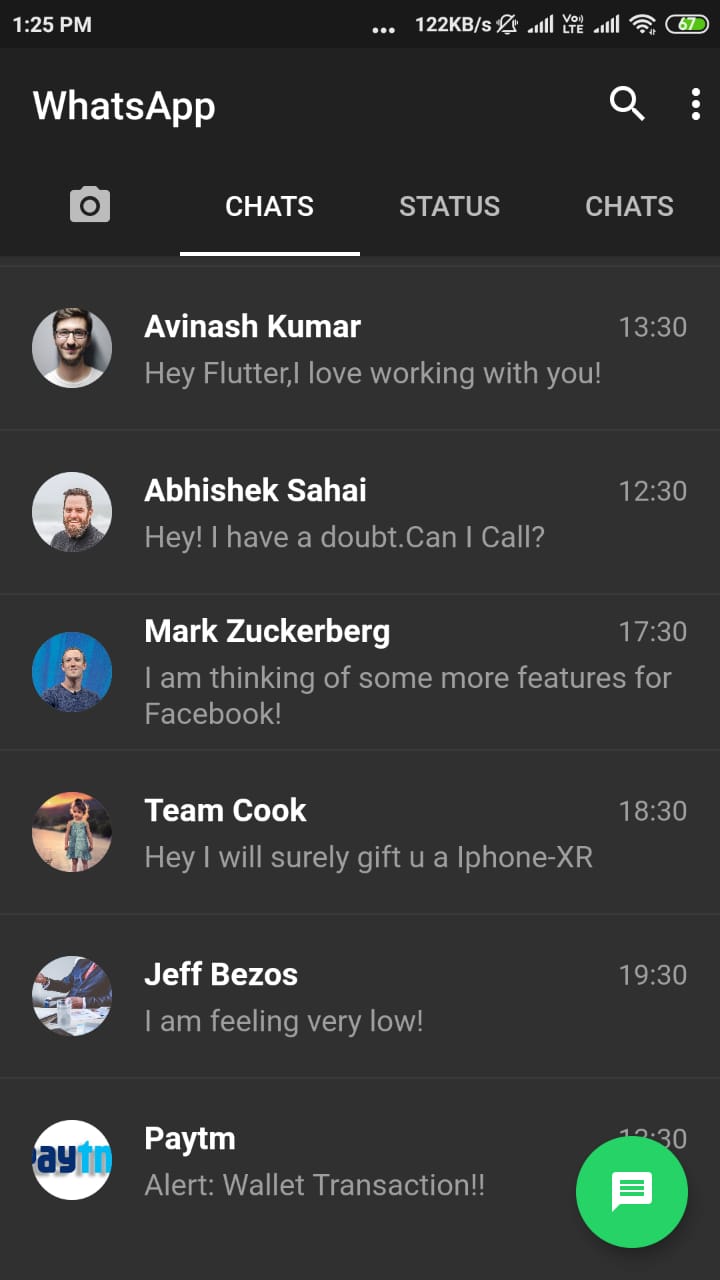 1:25 PM ... 122KB/s Vo) LTE 67
WhatsApp
CHATS STATUS CHATS
Avinash Kumar 13:30
Hey Flutter,I love working with you!
Abhishek Sahai 12:30
Hey! I have a doubt.Can I Call?
Mark Zuckerberg 17:30
I am thinking of some more features for
Facebook!
Team Cook 18:30
Hey I will surely gift u a Iphone-XR
Jeff Bezos 19:30
I am feeling very low!
Paytm
aytm
Alert: Wallet Transaction!!